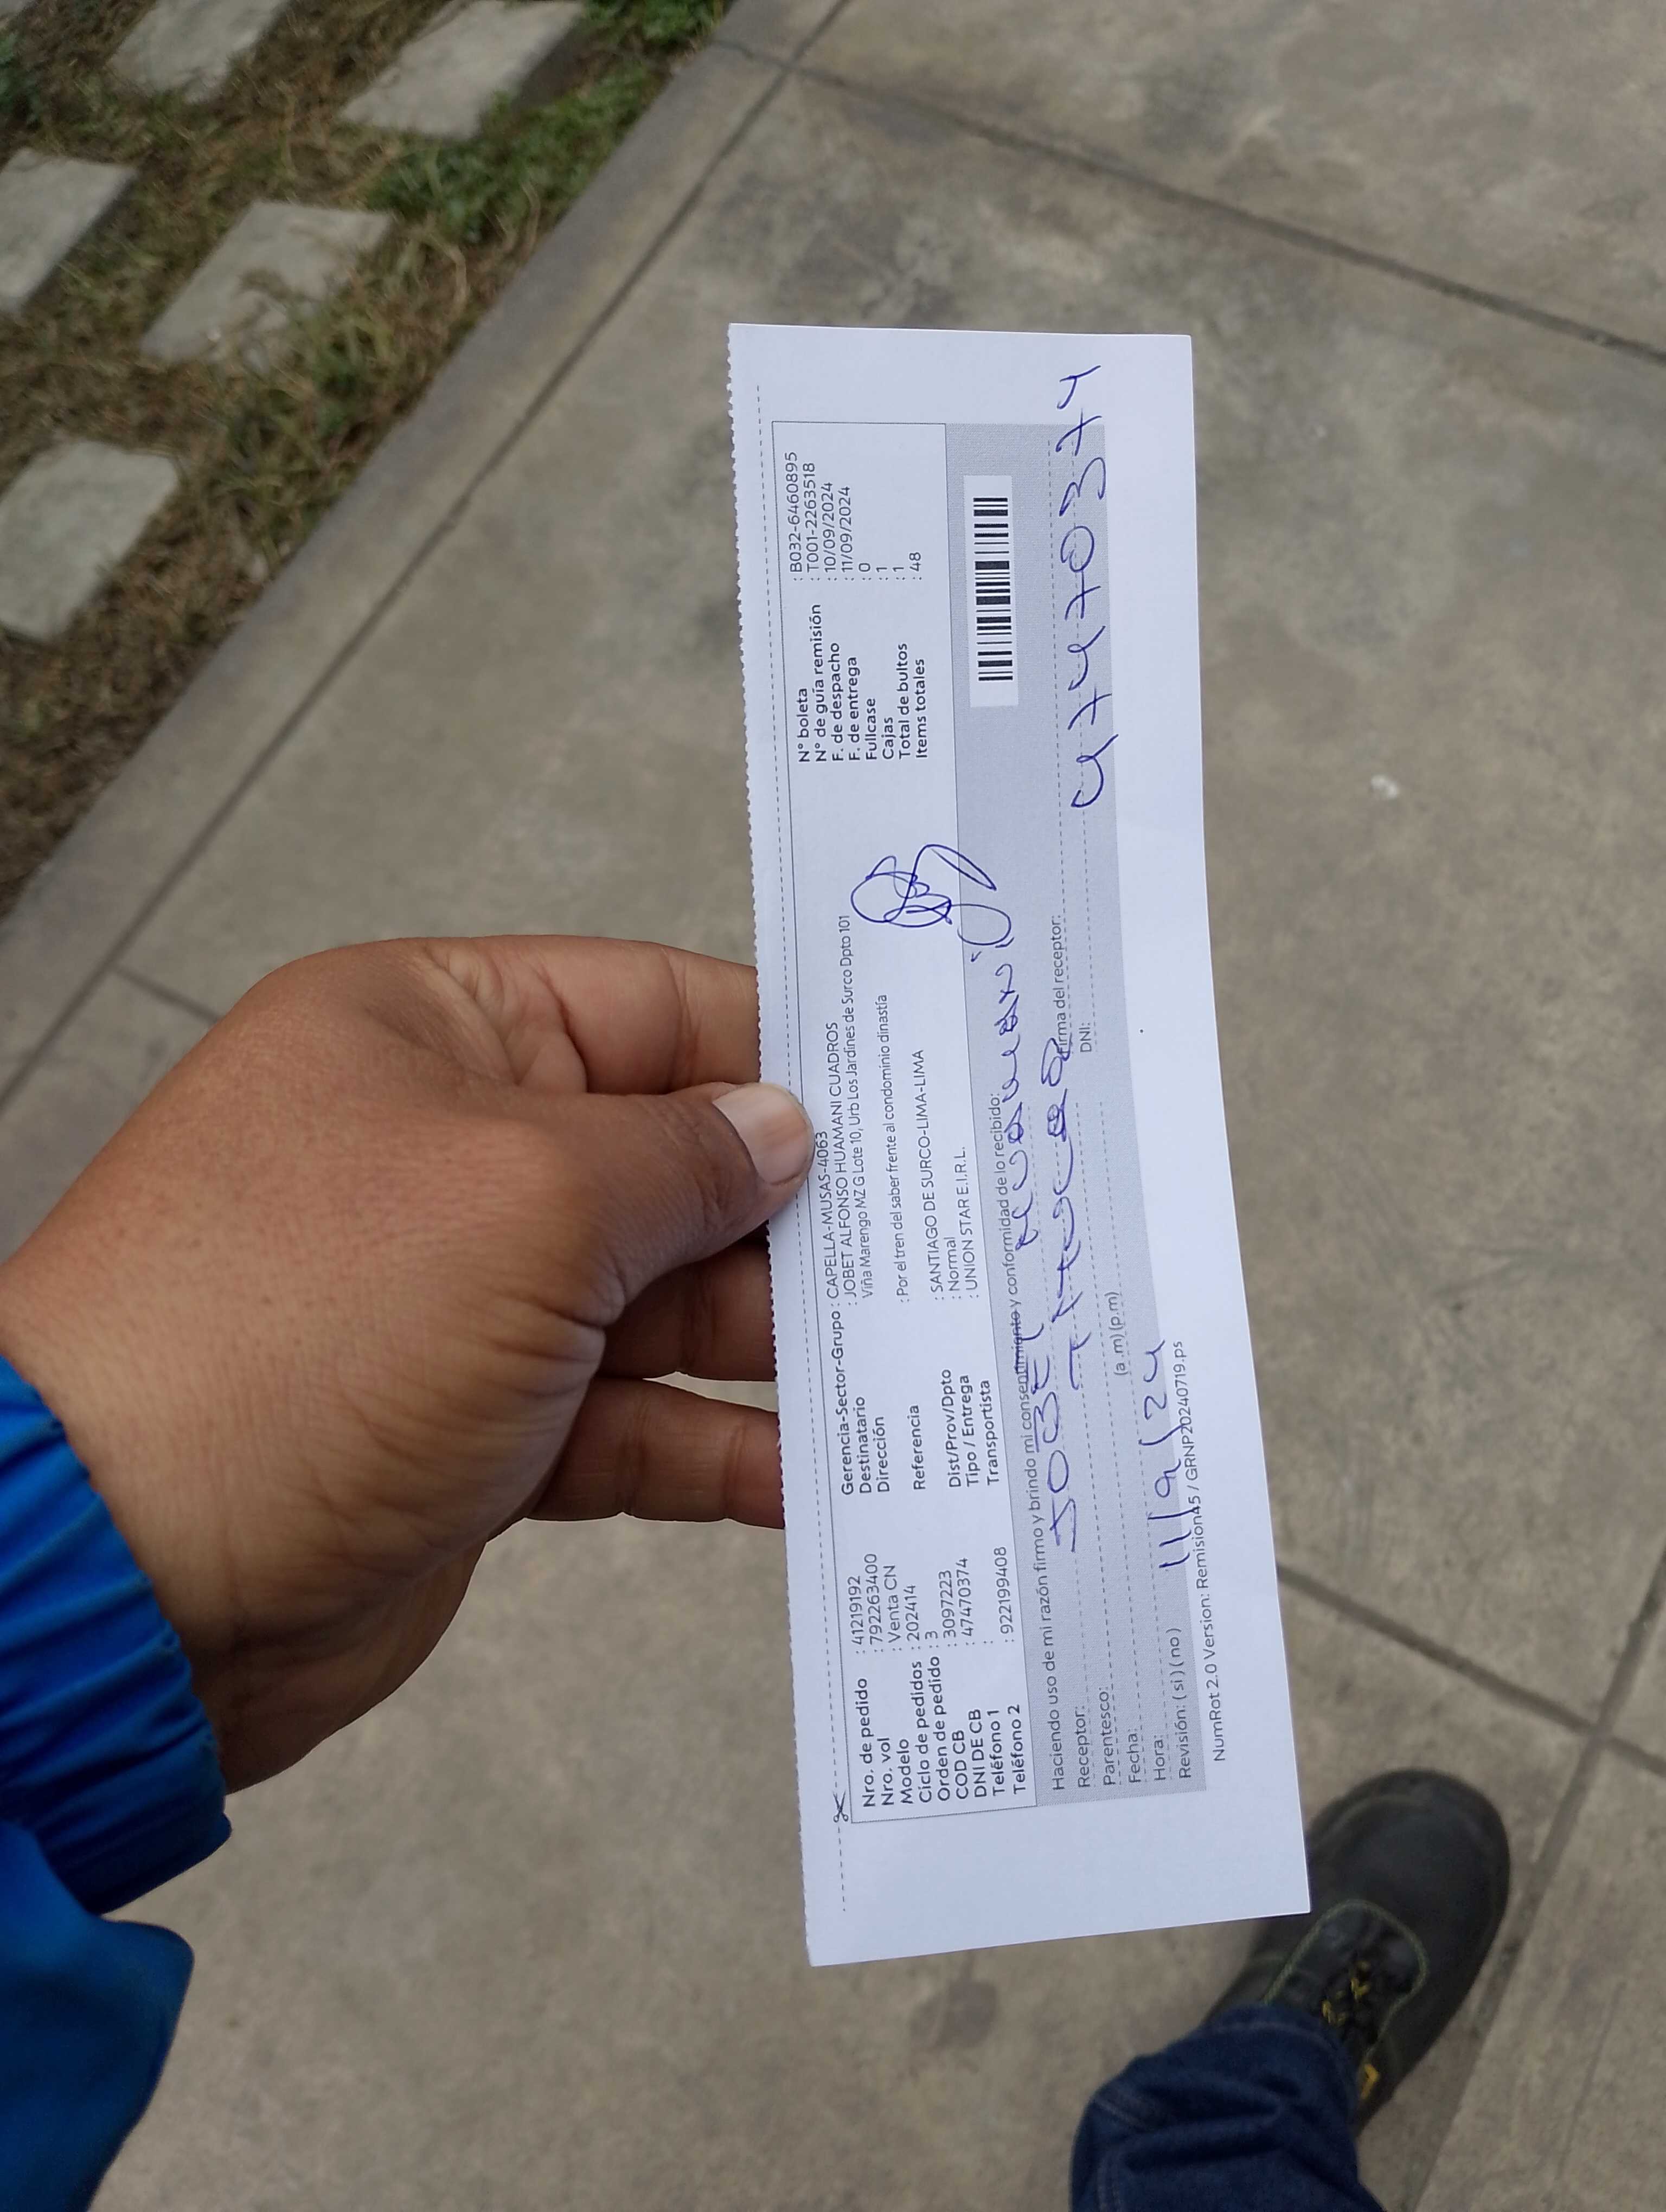 Nro. de pedido : 41219192
Nro. vol : 792263400
Modelo : Venta CN
Ciclo de pedidos : 202414
Orden de pedido : 3
COD CB : 3097223
DNI DE CB : 47470374
Teléfono 1 :
Teléfono 2 : 922199408
Gerencia-Sector-Grupo : CAPELLA-MUSAS-4063
Destinatario : JOBET ALFONSO HUAMANI CUADROS
Dirección Viña Marengo MZ G Lote 10, Urb Los Jardines de Surco Dpto 101
Referencia : Por el tren del saber frente al condominio dinastía
Dist/Prov/Dpto : SANTIAGO DE SURCO-LIMA-LIMA
Tipo / Entrega : Normal
Transportista : UNION STAR E.I.R.L.
N° boleta : B032-6460895
N° de guía remisión : T001-2263518
F. de despacho : 10/09/2024
F. de entrega : 11/09/2024
Fullcase : 0
Cajas : 1
Total de bultos : 1
Items totales : 48
Haciendo uso de mi razón firmo y brindo mi consentimiento y conformidad de lo recibido:
Receptor: JOBET
Firma del receptor:
Parentesco:
DNI: 47470374
Fecha: 11/9/24
Hora: (a.m) (p.m)
Revisión: ( si ) ( no )
NumRot 2.0 Version: Remision45 / GRNP20240719.ps